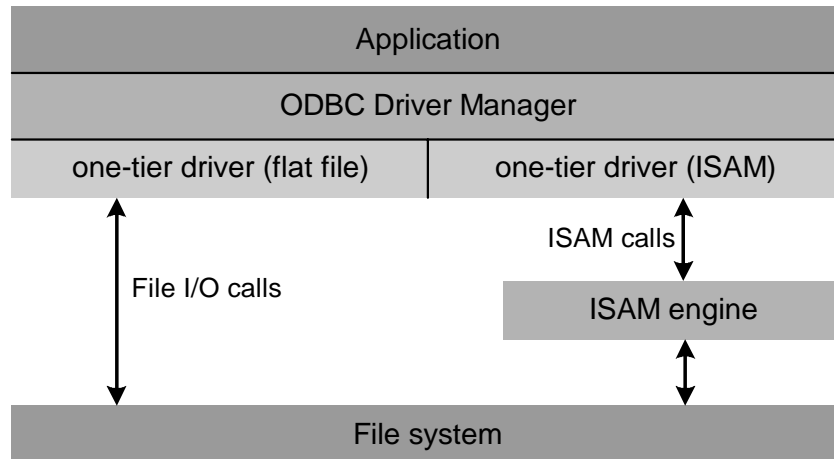 Application
ODBC Driver Manager
one-tier driver (flat file)
one-tier driver (ISAM)
ISAM calls
File I/O calls
ISAM engine
File system